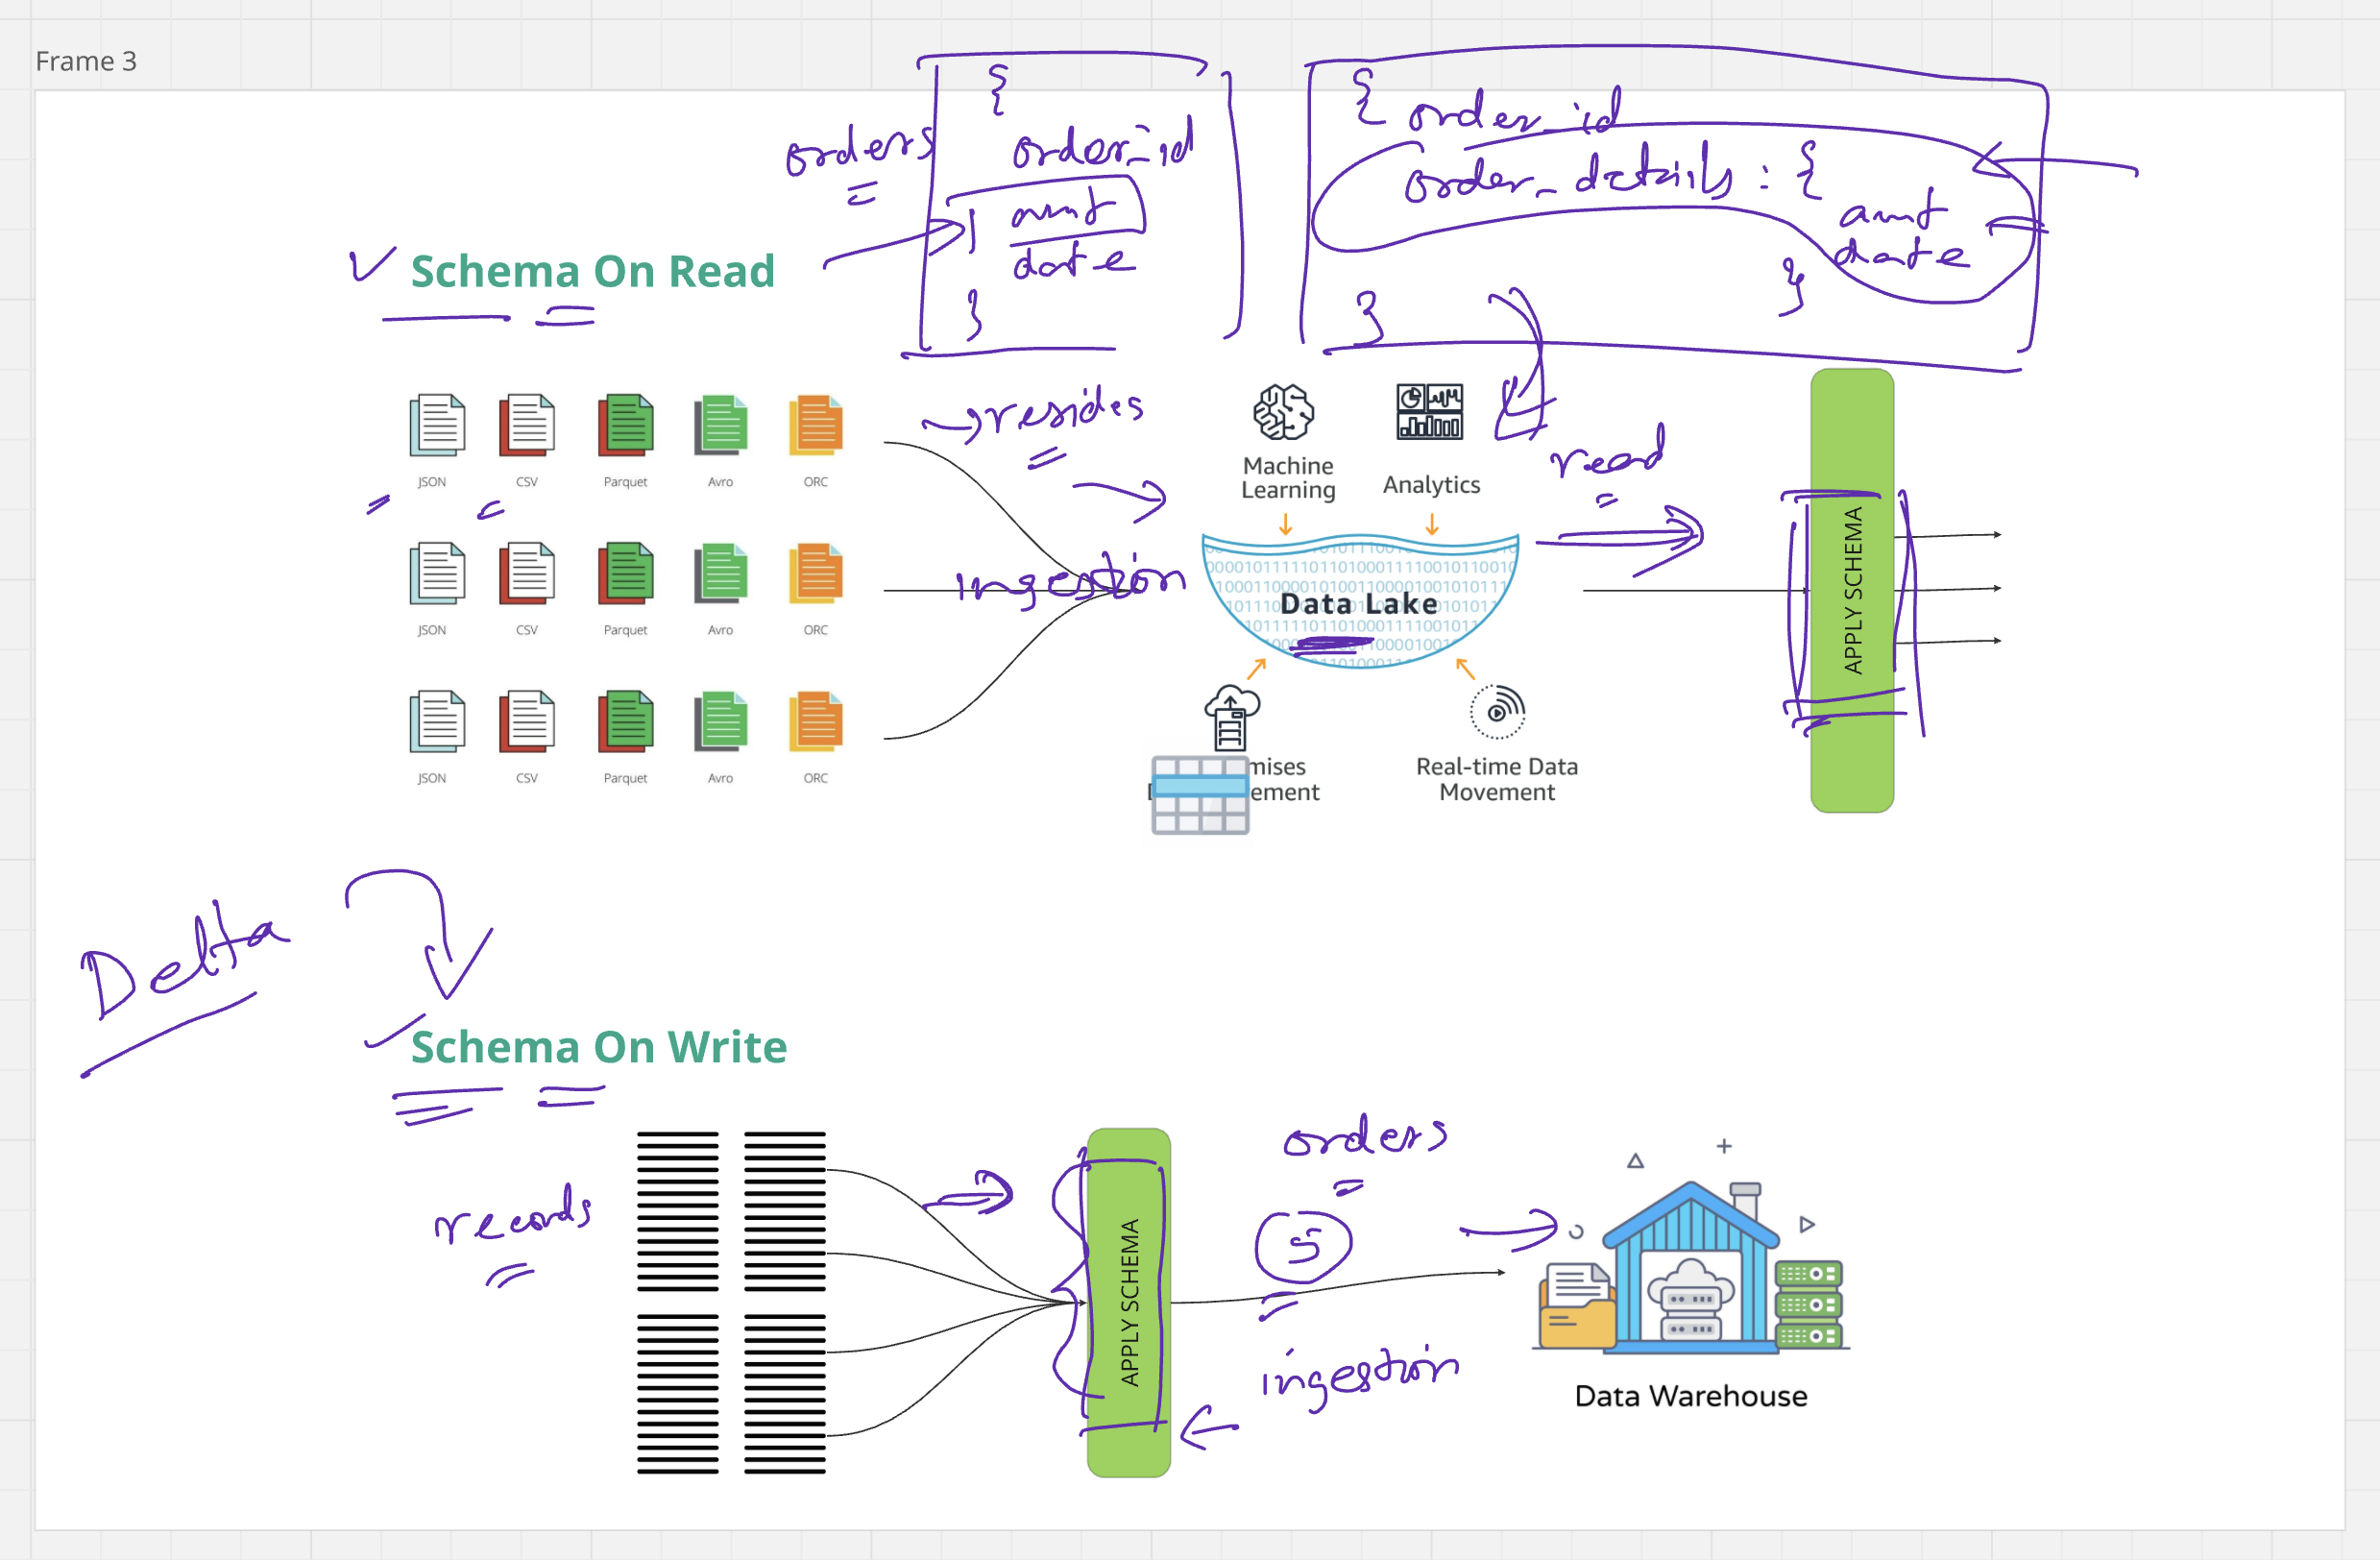 Frame 3
{
orders
order_id
amt
date
}
{ order_id
order_details : {
amt
date
}
}
Schema On Read
JSON CSV Parquet Avro ORC
resides
Machine
Learning
Analytics
read
JSON CSV Parquet Avro ORC
ingestion
Data Lake
APPLY SCHEMA
JSON CSV Parquet Avro ORC
mises
ement
Real-time Data
Movement
Delta
Schema On Write
records
APPLY SCHEMA
orders
5
ingestion
Data Warehouse